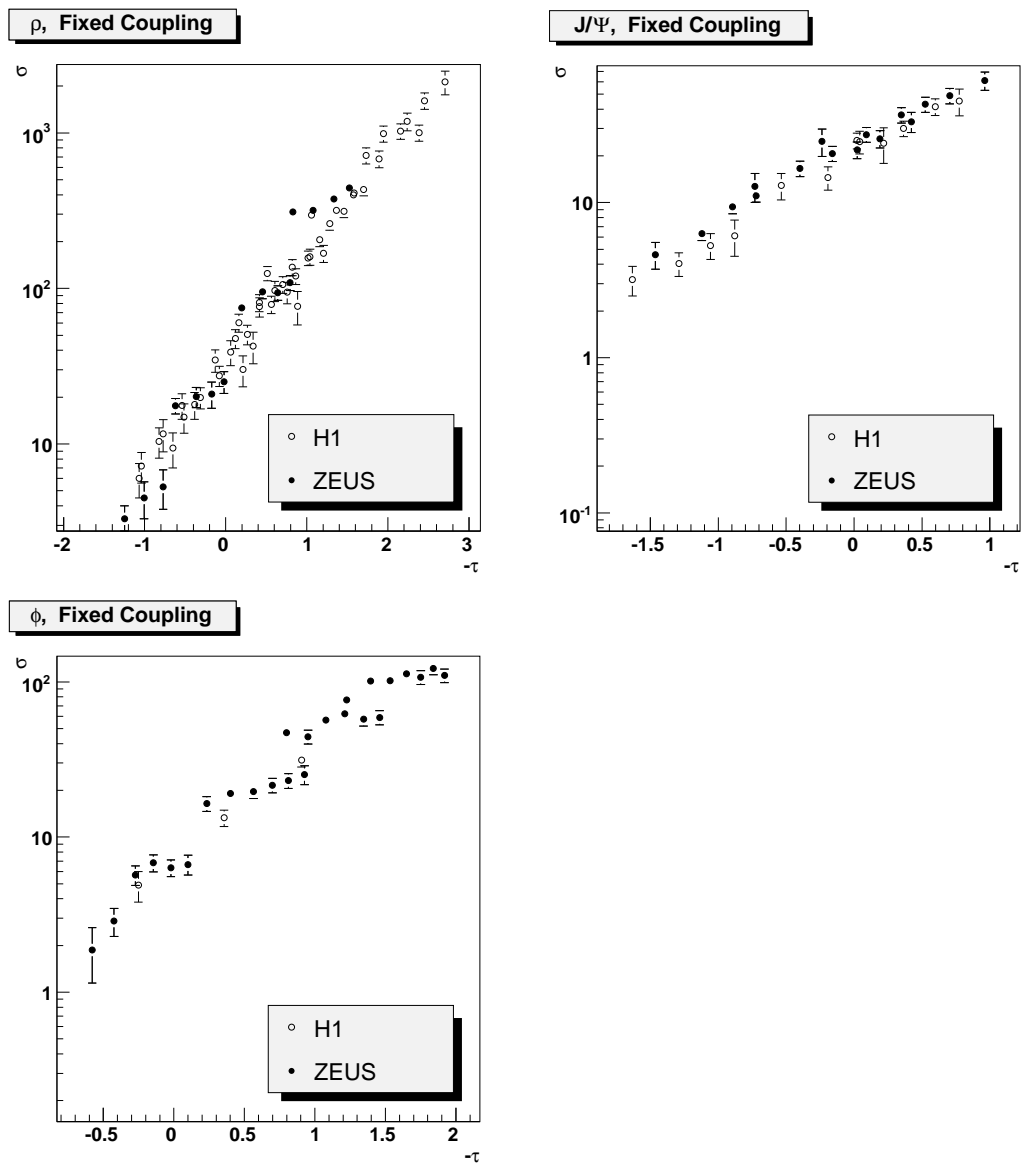 ρ, Fixed Coupling
σ
10³
10²
10
-2 -1 0 1 2 3
-τ
H1
ZEUS
J/Ψ, Fixed Coupling
σ
10
1
10⁻¹
-1.5 -1 -0.5 0 0.5 1
-τ
H1
ZEUS
ϕ, Fixed Coupling
σ
10²
10
1
-0.5 0 0.5 1 1.5 2
-τ
H1
ZEUS